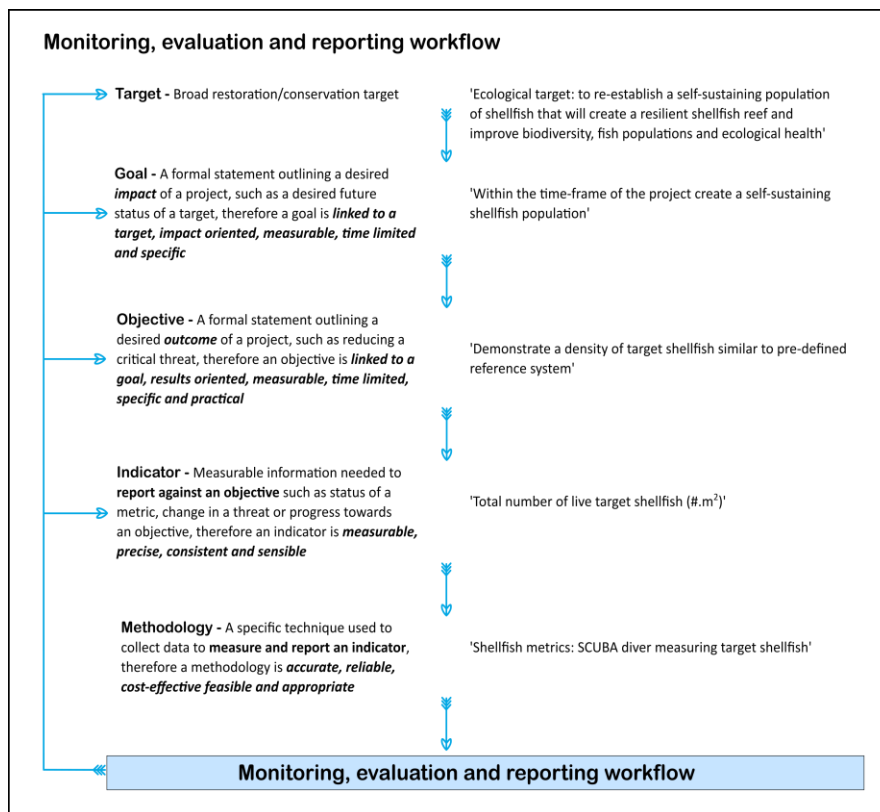 Monitoring, evaluation and reporting workflow
Target - Broad restoration/conservation target
'Ecological target: to re-establish a self-sustaining population
of shellfish that will create a resilient shellfish reef and
improve biodiversity, fish populations and ecological health'
Goal - A formal statement outlining a desired
impact of a project, such as a desired future
status of a target, therefore a goal is linked to a
target, impact oriented, measurable, time limited
and specific
'Within the time-frame of the project create a self-sustaining
shellfish population'
Objective - A formal statement outlining a
desired outcome of a project, such as reducing a
critical threat, therefore an objective is linked to a
goal, results oriented, measurable, time limited,
specific and practical
'Demonstrate a density of target shellfish similar to pre-defined
reference system'
Indicator - Measurable information needed to
report against an objective such as status of a
metric, change in a threat or progress towards
an objective, therefore an indicator is measurable,
precise, consistent and sensible
'Total number of live target shellfish (#.m²)'
Methodology - A specific technique used to
collect data to measure and report an indicator,
therefore a methodology is accurate, reliable,
cost-effective feasible and appropriate
'Shellfish metrics: SCUBA diver measuring target shellfish'
Monitoring, evaluation and reporting workflow